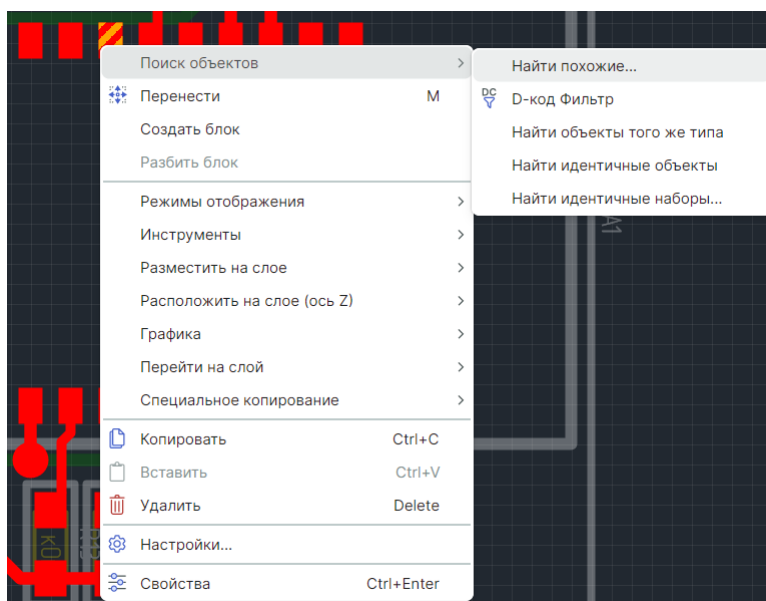 Поиск объектов
Перенести M
Создать блок
Разбить блок
Режимы отображения
Инструменты
Разместить на слое
Расположить на слое (ось Z)
Графика
Перейти на слой
Специальное копирование
Копировать Ctrl+C
Вставить Ctrl+V
Удалить Delete
Настройки...
Свойства Ctrl+Enter
Найти похожие...
DC D-код Фильтр
Найти объекты того же типа
Найти идентичные объекты
Найти идентичные наборы...
A1